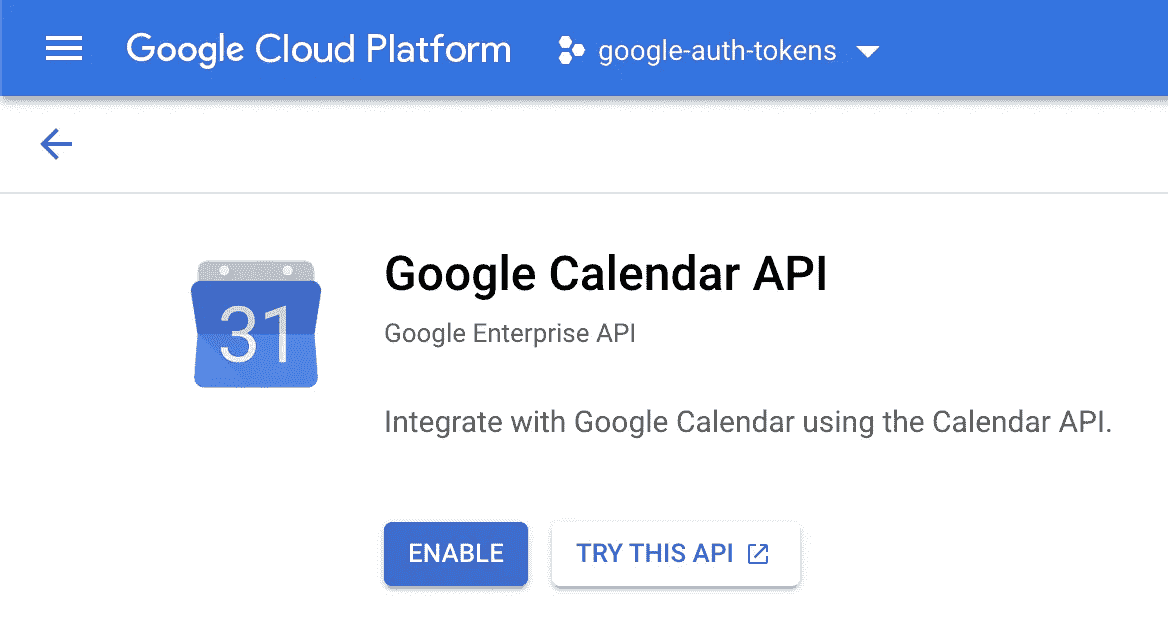 Google Cloud Platform google-auth-tokens
31
Google Calendar API
Google Enterprise API
Integrate with Google Calendar using the Calendar API.
ENABLE TRY THIS API